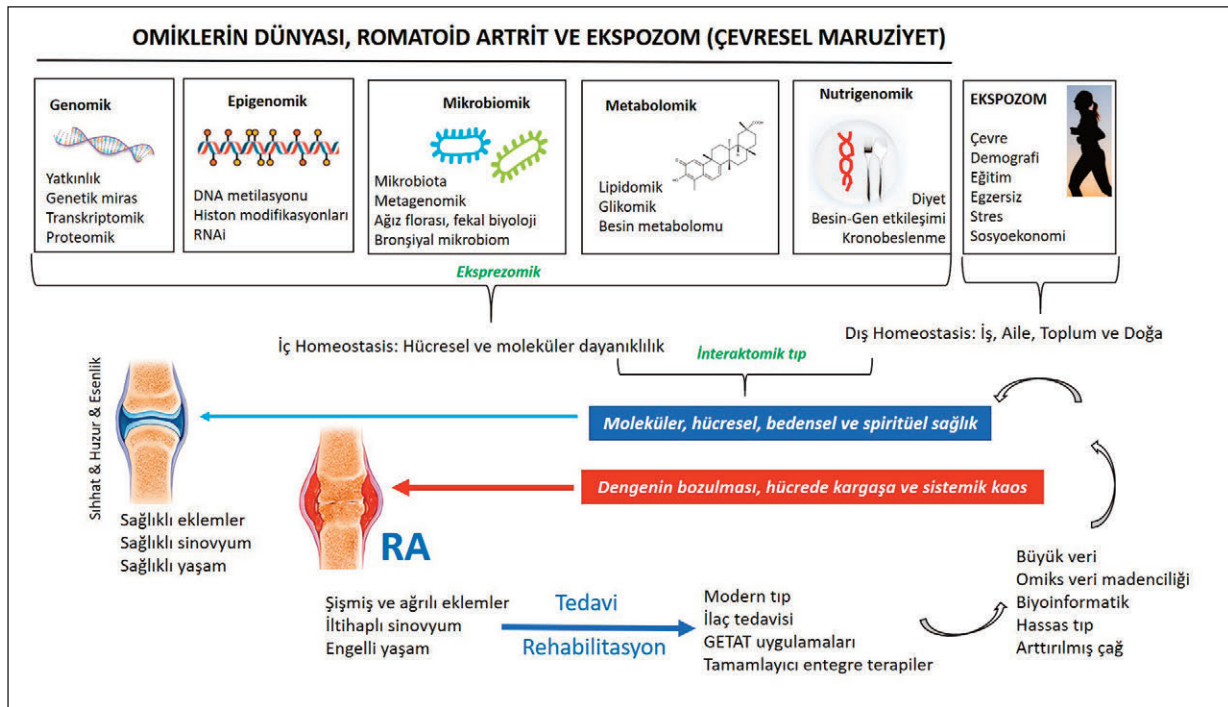 OMİKLERİN DÜNYASI, ROMATOİD ARTRİT VE EKSPOZOM (ÇEVRESEL MARUZİYET)
Genomik
Yatkınlık
Genetik miras
Transkriptomik
Proteomik
Epigenomik
DNA metilasyonu
Histon modifikasyonları
RNAi
Mikrobiomik
Mikrobiota
Metagenomik
Ağız florası, fekal biyoloji
Bronşiyal mikrobiom
Metabolomik
COOH
O
HO
Lipidomik
Glikomik
Besin metabolomu
Nutrigenomik
Diyet
Besin-Gen etkileşimi
Kronobeslenme
EKSPOZOM
Çevre
Demografi
Eğitim
Egzersiz
Stres
Sosyoekonomi
Eksprezomik
İç Homeostasis: Hücresel ve moleküler dayanıklılık
Dış Homeostasis: İş, Aile, Toplum ve Doğa
İnteraktomik tıp
Sıhhat & Huzur & Esenlik
Moleküler, hücresel, bedensel ve spiritüel sağlık
Dengenin bozulması, hücrede kargaşa ve sistemik kaos
Sağlıklı eklemler
Sağlıklı sinovyum
Sağlıklı yaşam
RA
Şişmiş ve ağrılı eklemler
İltihaplı sinovyum
Engelli yaşam
Tedavi
Rehabilitasyon
Modern tıp
İlaç tedavisi
GETAT uygulamaları
Tamamlayıcı entegre terapiler
Büyük veri
Omiks veri madenciliği
Biyoinformatik
Hassas tıp
Arttırılmış çağ